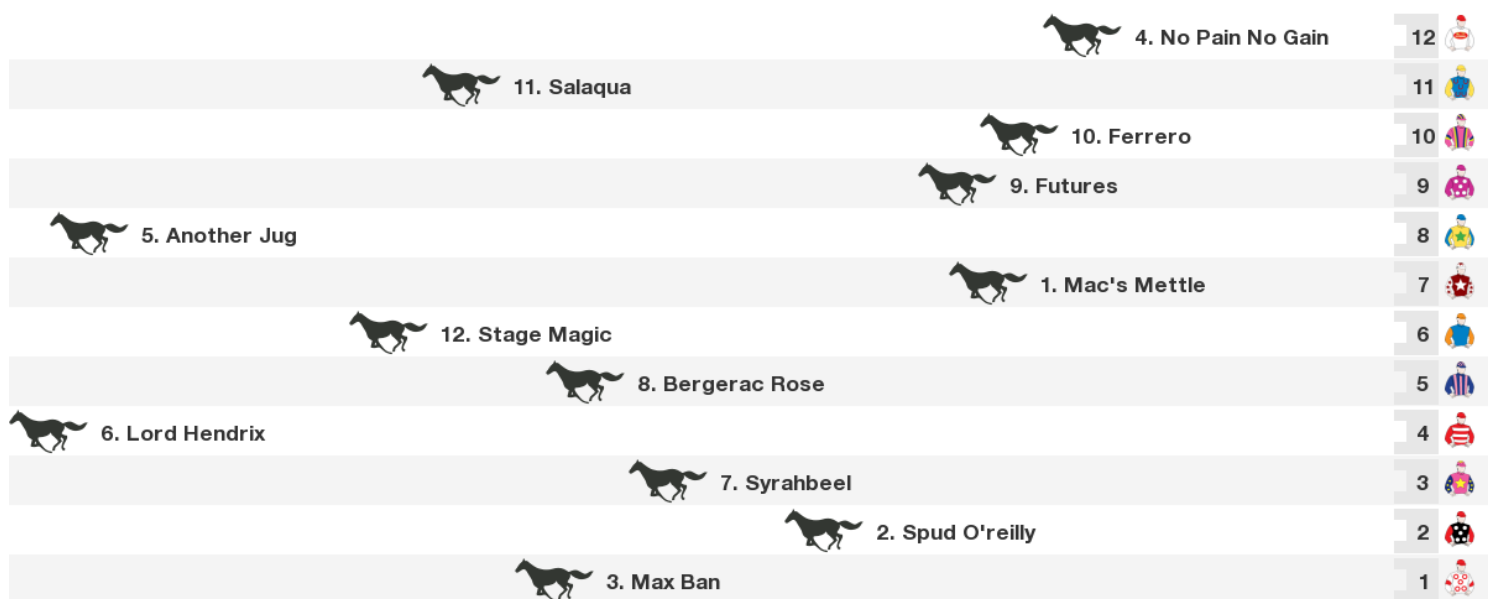 4. No Pain No Gain 12
11. Salaqua 11
10. Ferrero 10
9. Futures 9
5. Another Jug 8
1. Mac's Mettle 7
12. Stage Magic 6
8. Bergerac Rose 5
6. Lord Hendrix 4
7. Syrahbeel 3
2. Spud O'reilly 2
3. Max Ban 1